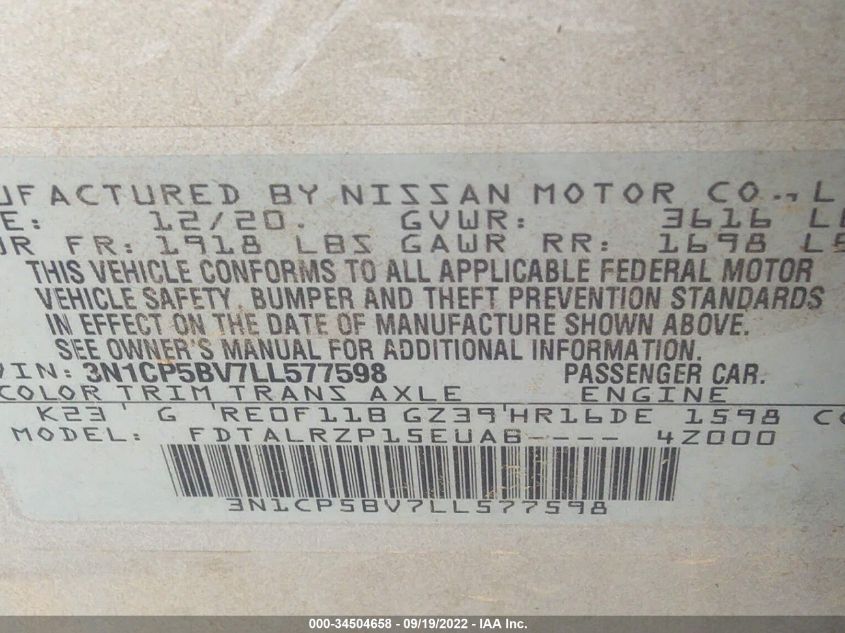 UFACTURED BY NISSAN MOTOR CO., L
E: 12/20. GVWR: 3616 L
R FR: 1918 LBS GAWR RR: 1698 LB
THIS VEHICLE CONFORMS TO ALL APPLICABLE FEDERAL MOTOR
VEHICLE SAFETY, BUMPER AND THEFT PREVENTION STANDARDS
IN EFFECT ON THE DATE OF MANUFACTURE SHOWN ABOVE.
SEE OWNER'S MANUAL FOR ADDITIONAL INFORMATION.
VIN: 3N1CP5BV7LL577598 PASSENGER CAR.
COLOR TRIM TRANS AXLE ENGINE
K23 G RE0F11B GZ39 HR16DE 1598 CC
MODEL: FDTALRZP15EUAB---- 4Z000
3N1CP5BV7LL577598
000-34504658 - 09/19/2022 - IAA Inc.